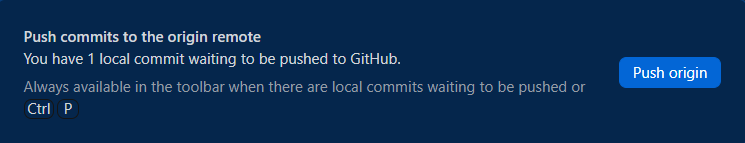 Push commits to the origin remote
You have 1 local commit waiting to be pushed to GitHub.
Always available in the toolbar when there are local commits waiting to be pushed or
Ctrl P
Push origin